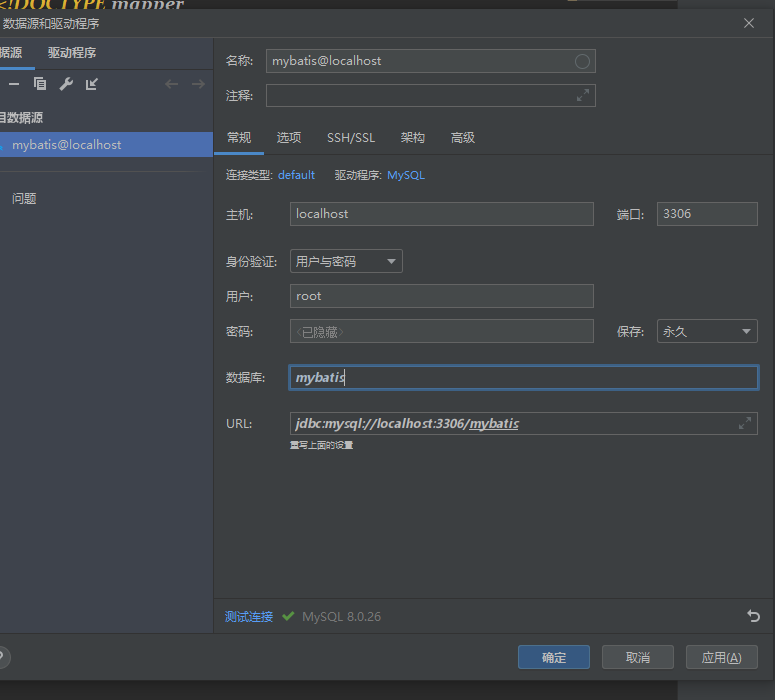 <!DOCTYPE mapper
数据源和驱动程序
据源 驱动程序
目数据源
mybatis@localhost
问题
名称: mybatis@localhost
注释:
常规 选项 SSH/SSL 架构 高级
连接类型: default 驱动程序: MySQL
主机: localhost 端口: 3306
身份验证: 用户与密码
用户: root
密码: <已隐藏> 保存: 永久
数据库: mybatis
URL: jdbc:mysql://localhost:3306/mybatis
重写上面的设置
测试连接 MySQL 8.0.26
? 确定 取消 应用(A)